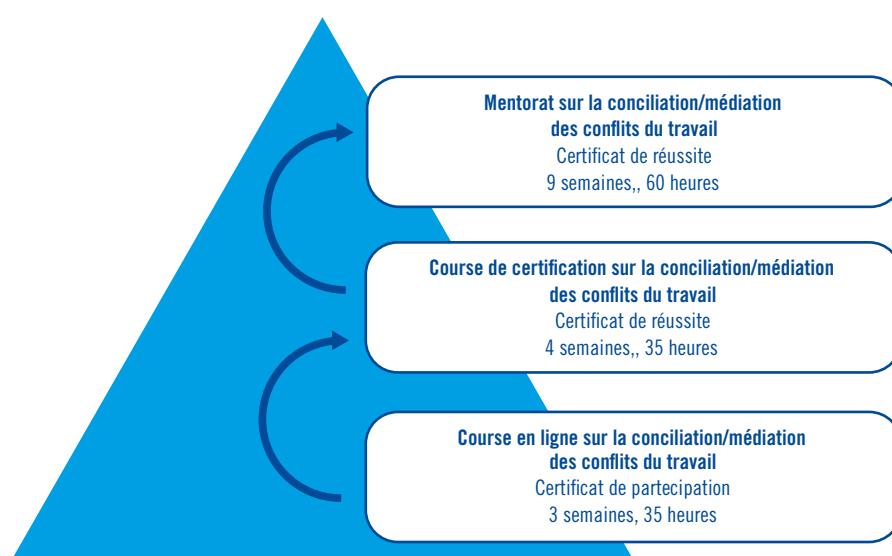 Mentorat sur la conciliation/médiation
des conflits du travail
Certificat de réussite
9 semaines,, 60 heures
Course de certification sur la conciliation/médiation
des conflits du travail
Certificat de réussite
4 semaines,, 35 heures
Course en ligne sur la conciliation/médiation
des conflits du travail
Certificat de partecipation
3 semaines, 35 heures